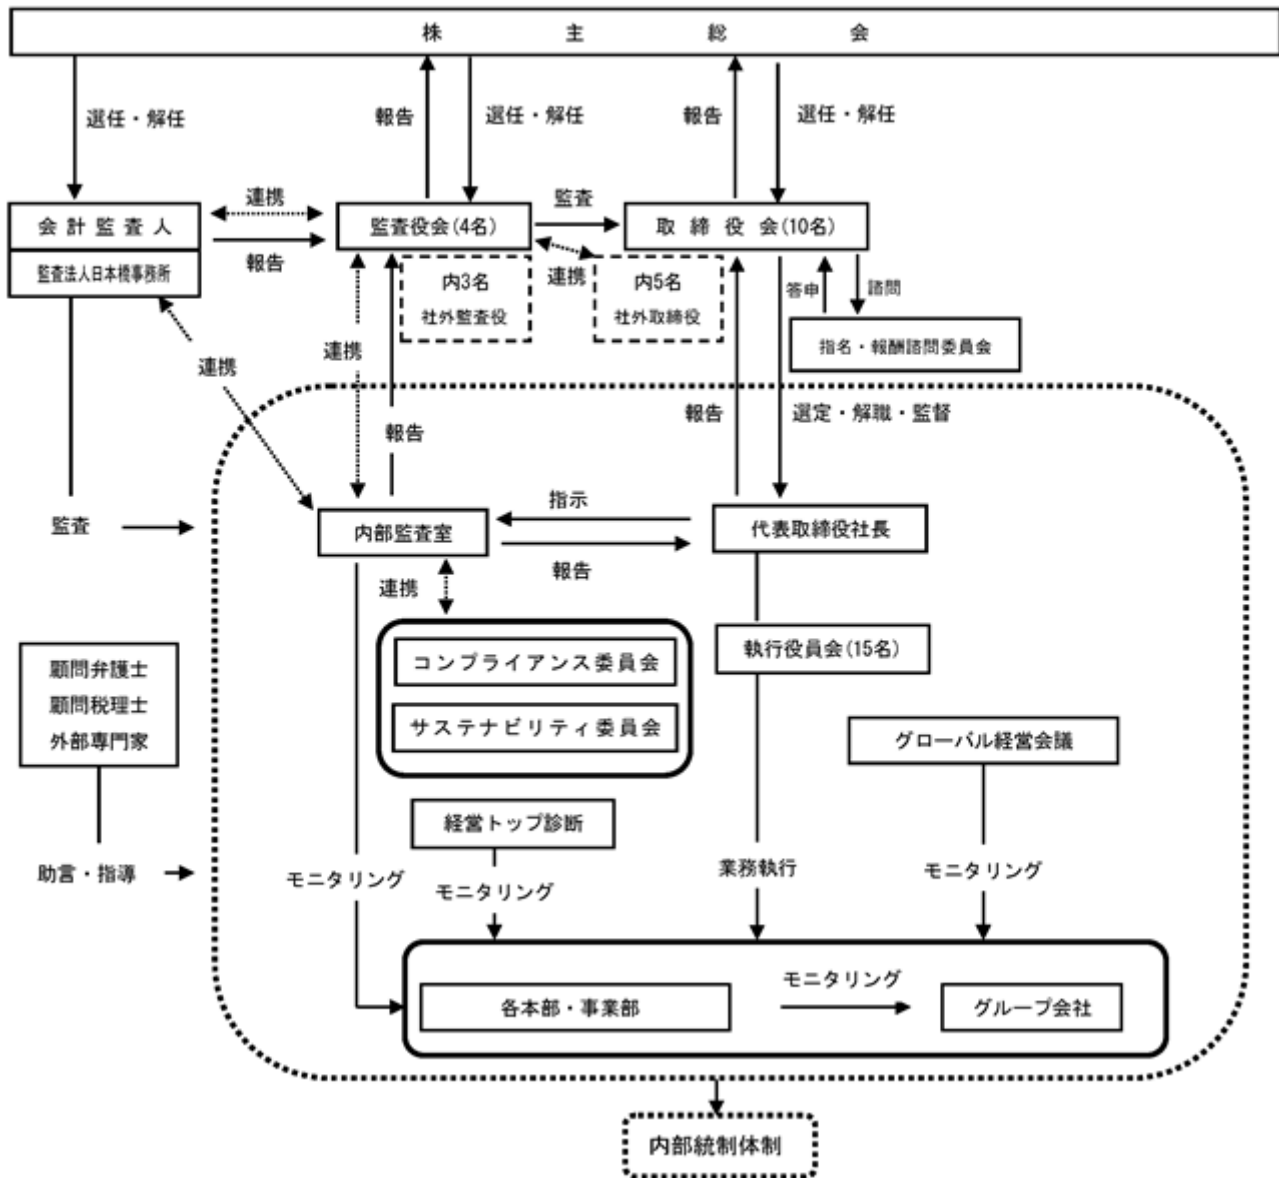 株主総会
選任・解任
報告
選任・解任
報告
選任・解任
会計監査人
監査法人日本橋事務所
連携
報告
監査役会(4名)
監査
取締役会(10名)
内3名
社外監査役
連携
内5名
社外取締役
答申
諮問
指名・報酬諮問委員会
連携
連携
報告
報告
選定・解職・監督
監査
内部監査室
指示
報告
代表取締役社長
連携
コンプライアンス委員会
サステナビリティ委員会
執行役員会(15名)
顧問弁護士
顧問税理士
外部専門家
グローバル経営会議
経営トップ診断
助言・指導
モニタリング
モニタリング
業務執行
モニタリング
各本部・事業部
モニタリング
グループ会社
内部統制体制